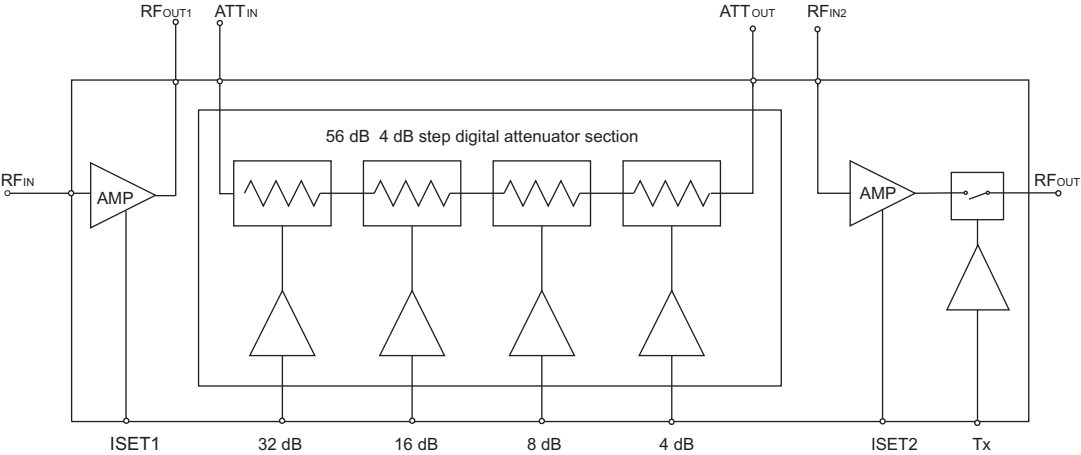 RFOUT1 ATTIN ATTOUT RFIN2
56 dB 4 dB step digital attenuator section
RFIN
AMP
AMP
RFOUT
ISET1 32 dB 16 dB 8 dB 4 dB ISET2 Tx